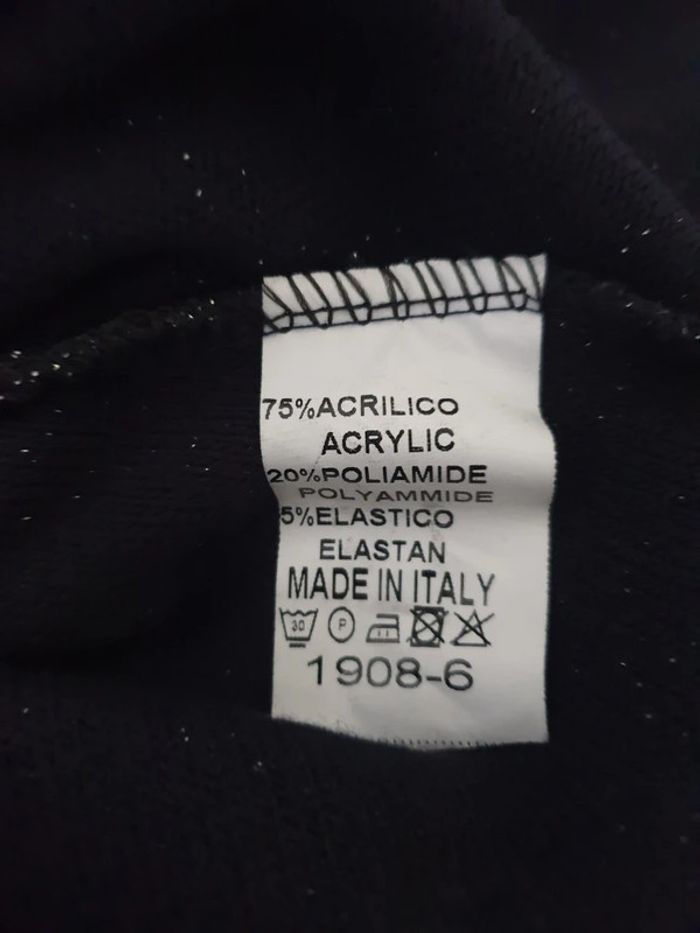 75%ACRILICO
ACRYLIC
20%POLIAMIDE
POLYAMMIDE
5%ELASTICO
ELASTAN
MADE IN ITALY
30 P
1908-6